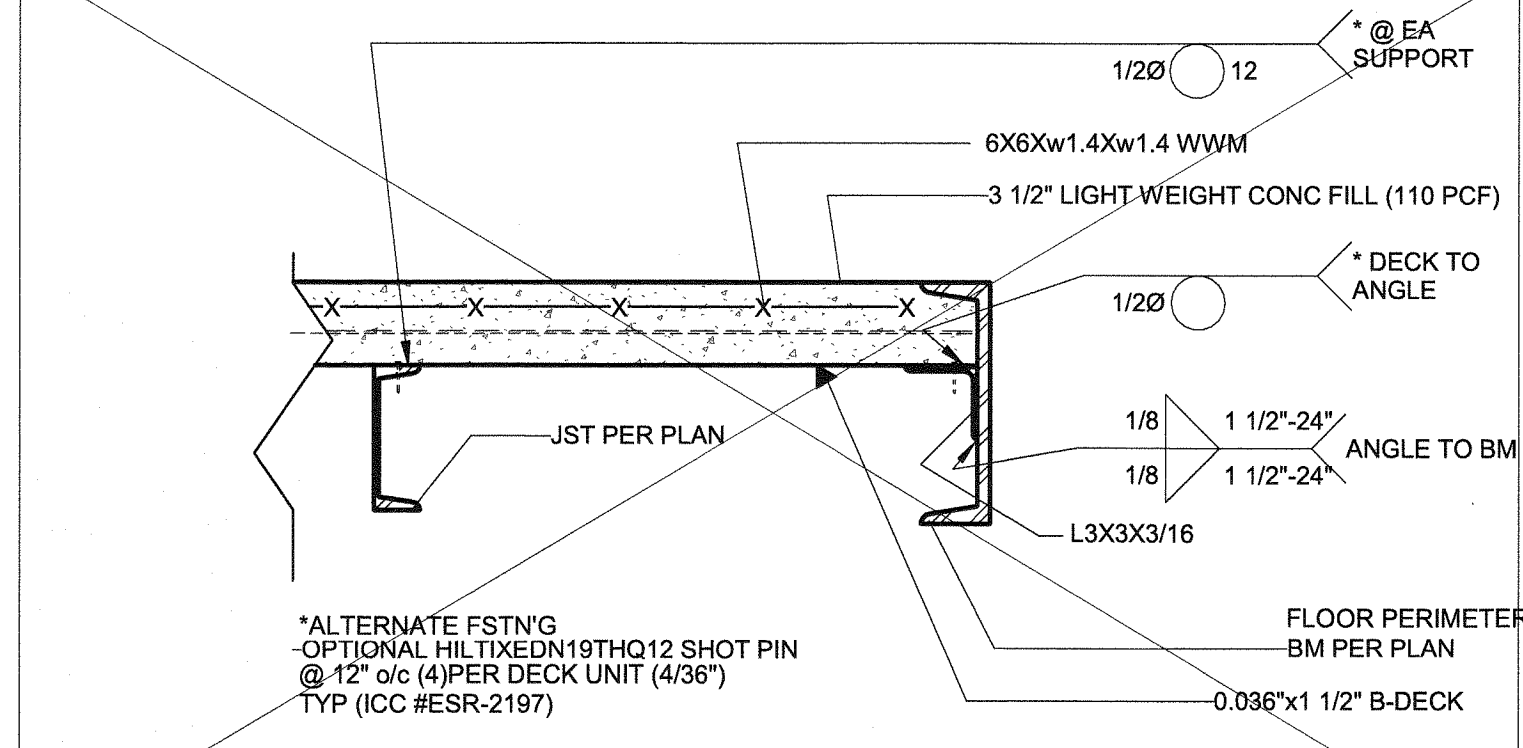 * @ EA
SUPPORT
1/2Ø 12
6X6Xw1.4Xw1.4 WWM
3 1/2" LIGHT WEIGHT CONC FILL (110 PCF)
* DECK TO
ANGLE
1/2Ø
X X X X X
JST PER PLAN
1/8 1 1/2"-24"
ANGLE TO BM
1/8 1 1/2"-24"
L3X3X3/16
*ALTERNATE FSTN'G
-OPTIONAL HILTIXEDN19THQ12 SHOT PIN
@ 12" o/c (4)PER DECK UNIT (4/36")
TYP (ICC #ESR-2197)
FLOOR PERIMETER
BM PER PLAN
0.036"x1 1/2" B-DECK